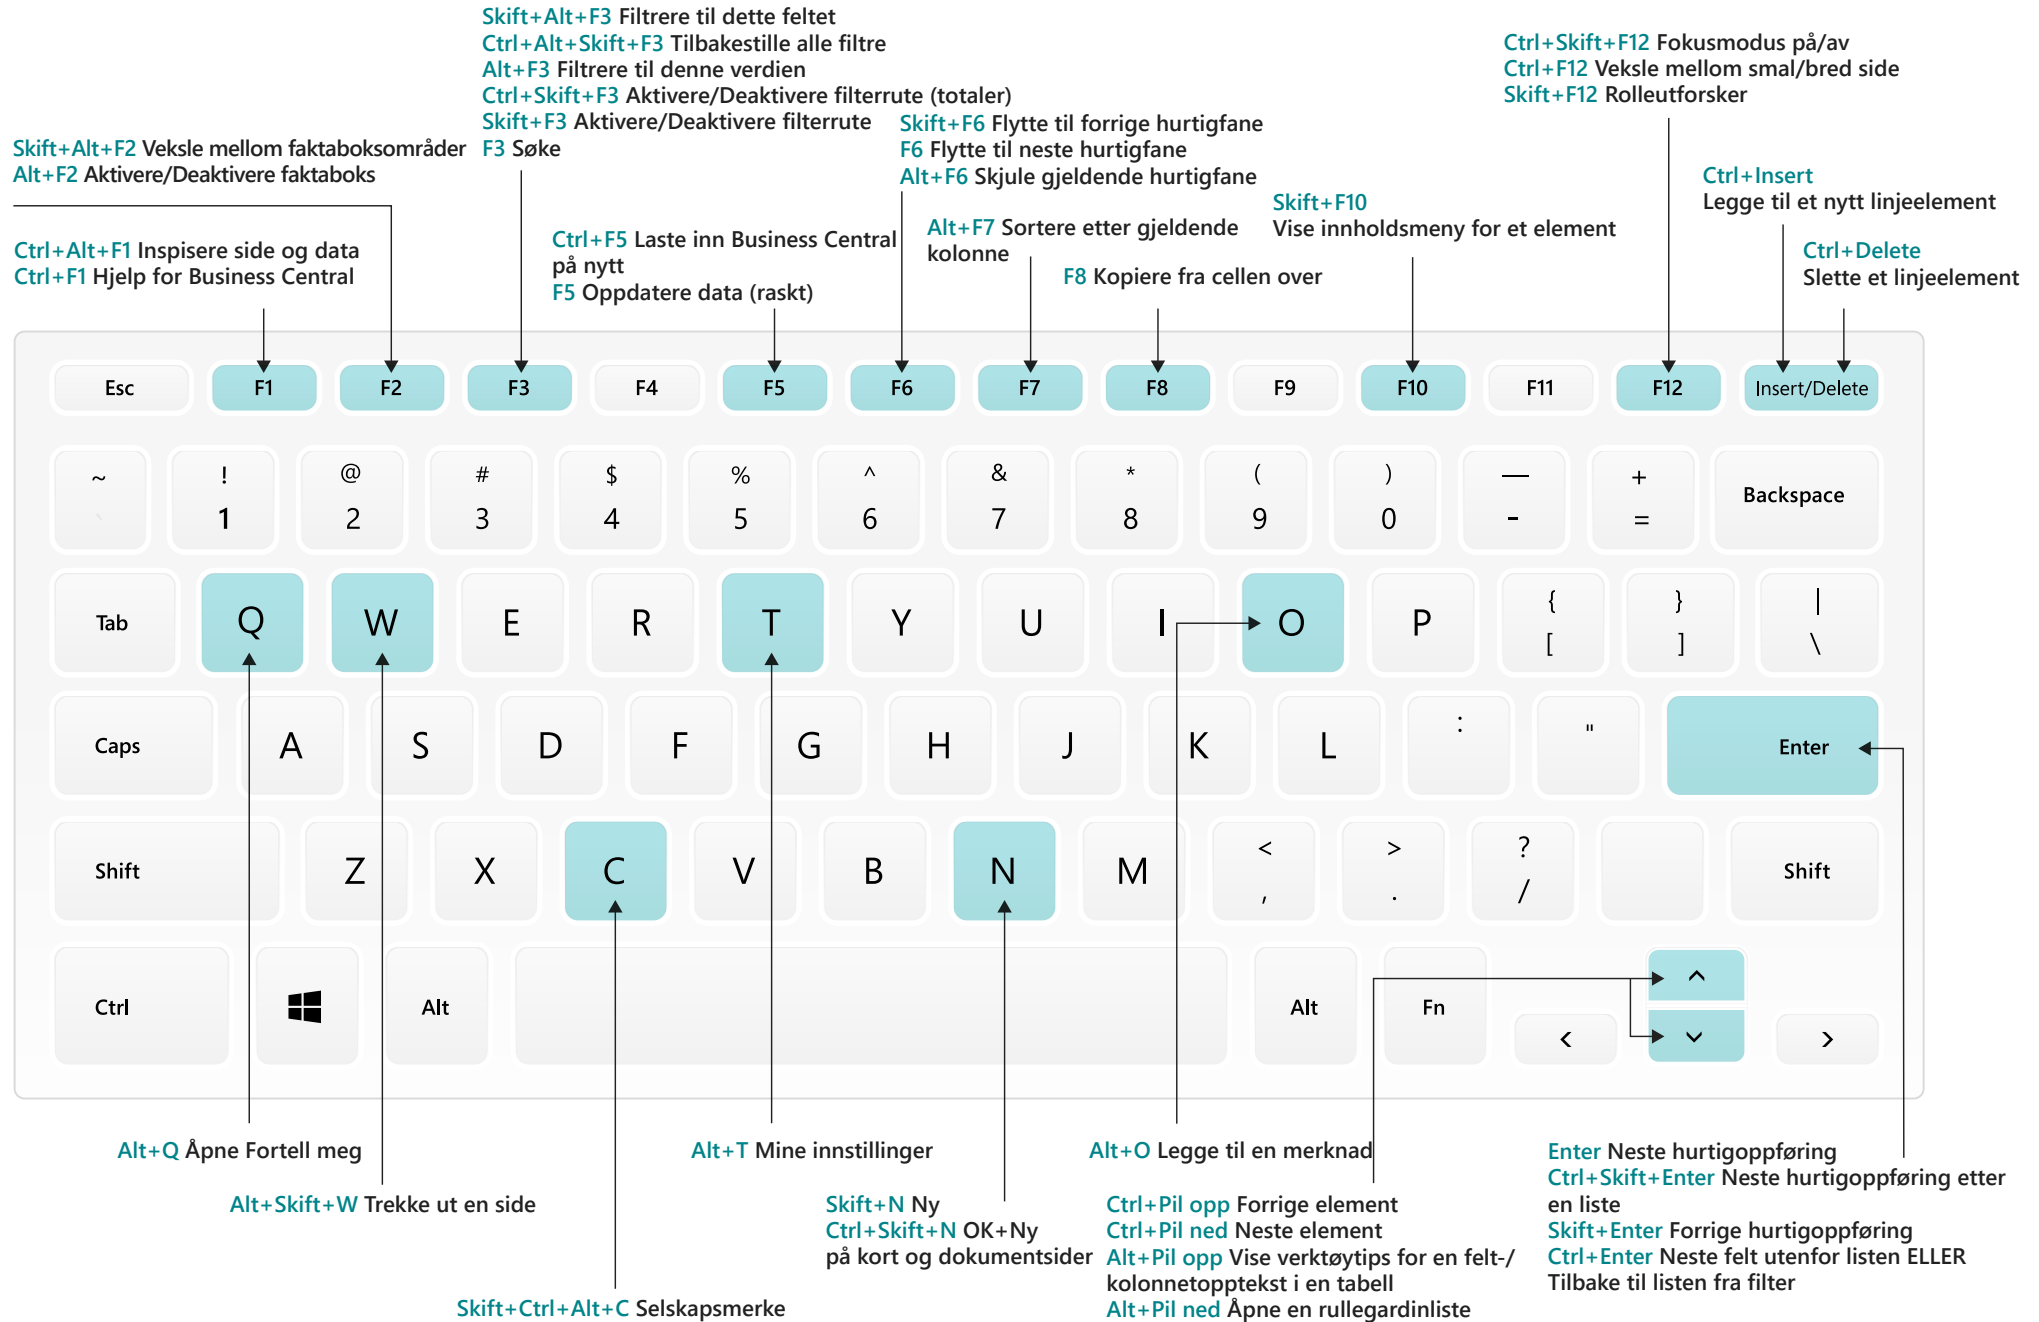 Skift+Alt+F3 Filtrere til dette feltet
Ctrl+Alt+Skift+F3 Tilbakestille alle filtre
Alt+F3 Filtrere til denne verdien
Ctrl+Skift+F3 Aktivere/Deaktivere filterrute (totaler)
Skift+F3 Aktivere/Deaktivere filterrute
F3 Søke
Ctrl+Skift+F12 Fokusmodus på/av
Ctrl+F12 Veksle mellom smal/bred side
Skift+F12 Rolleutforsker
Skift+Alt+F2 Veksle mellom faktaboksområder
Alt+F2 Aktivere/Deaktivere faktaboks
Skift+F6 Flytte til forrige hurtigfane
F6 Flytte til neste hurtigfane
Alt+F6 Skjule gjeldende hurtigfane
Ctrl+Insert
Legge til et nytt linjeelement
Skift+F10
Vise innholdsmeny for et element
Ctrl+Alt+F1 Inspisere side og data
Ctrl+F1 Hjelp for Business Central
Ctrl+F5 Laste inn Business Central
på nytt
F5 Oppdatere data (raskt)
Alt+F7 Sortere etter gjeldende
kolonne
F8 Kopiere fra cellen over
Ctrl+Delete
Slette et linjeelement
Esc F1 F2 F3 F4 F5 F6 F7 F8 F9 F10 F11 F12 Insert/Delete
~ ! @ # $ % ^ & * ( ) — +
` 1 2 3 4 5 6 7 8 9 0 - =
Backspace
Tab Q W E R T Y U I O P { } |
[ ] \
Caps A S D F G H J K L : " Enter
Shift Z X C V B N M < > ? Shift
, . /
Ctrl Alt Alt Fn
Alt+Q Åpne Fortell meg
Alt+Skift+W Trekke ut en side
Skift+Ctrl+Alt+C Selskapsmerke
Alt+T Mine innstillinger
Skift+N Ny
Ctrl+Skift+N OK+Ny
på kort og dokumentsider
Alt+O Legge til en merknad
Ctrl+Pil opp Forrige element
Ctrl+Pil ned Neste element
Alt+Pil opp Vise verktøytips for en felt-/
kolonnetopptekst i en tabell
Alt+Pil ned Åpne en rullegardinliste
Enter Neste hurtigoppføring
Ctrl+Skift+Enter Neste hurtigoppføring etter
en liste
Skift+Enter Forrige hurtigoppføring
Ctrl+Enter Neste felt utenfor listen ELLER
Tilbake til listen fra filter